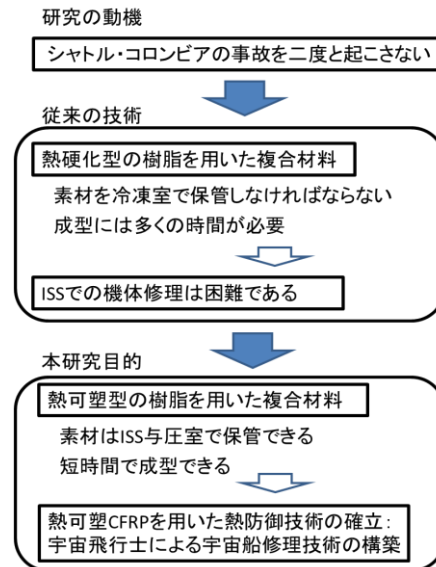 研究の動機
シャトル・コロンビアの事故を二度と起こさない
従来の技術
熱硬化型の樹脂を用いた複合材料
素材を冷凍室で保管しなければならない
成型には多くの時間が必要
ISSでの機体修理は困難である
本研究目的
熱可塑型の樹脂を用いた複合材料
素材はISS与圧室で保管できる
短時間で成型できる
熱可塑CFRPを用いた熱防御技術の確立：
宇宙飛行士による宇宙船修理技術の構築